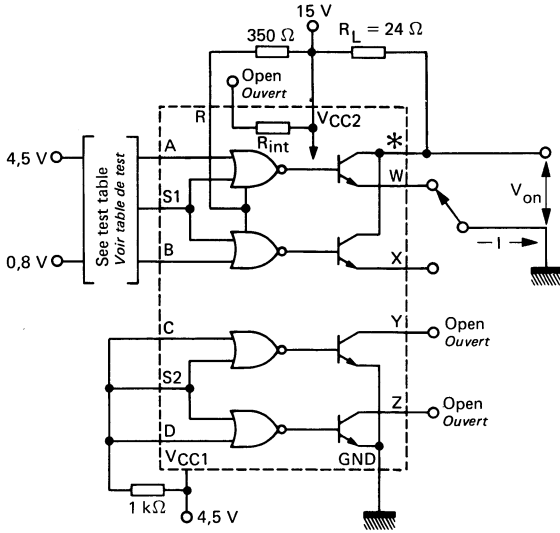 15 V
350 Ω
R_L = 24 Ω
Open
Ouvert
R
V_CC2
R_int
*
A
4,5 V
W
See test table
Voir table de test
S1
V_on
– I →
B
0,8 V
X
C
Y
Open
Ouvert
S2
Z
Open
Ouvert
D
V_CC1
GND
1 kΩ
4,5 V